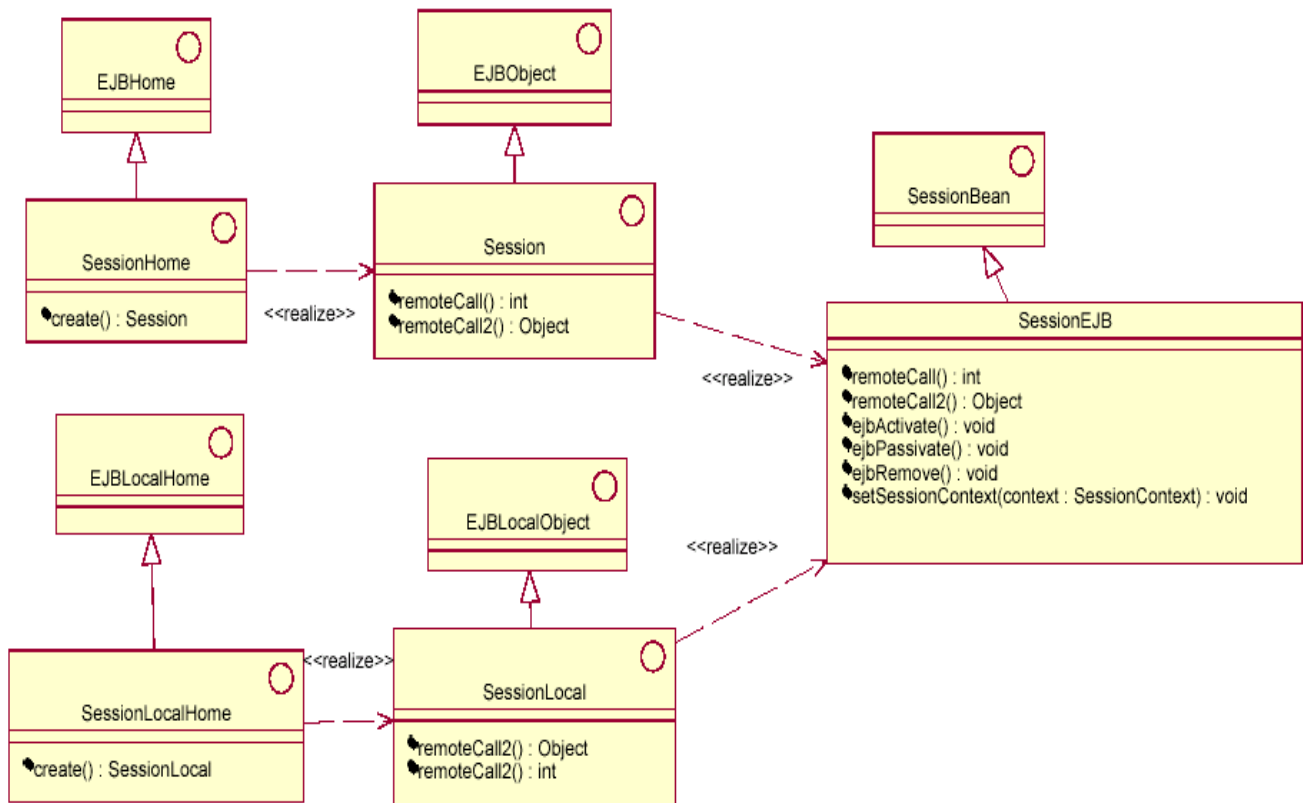 EJBHome
EJBObject
SessionBean
SessionHome
create() : Session
<<realize>>
Session
remoteCall() : int
remoteCall2() : Object
<<realize>>
SessionEJB
remoteCall() : int
remoteCall2() : Object
ejbActivate() : void
ejbPassivate() : void
ejbRemove() : void
setSessionContext(context : SessionContext) : void
EJBLocalHome
EJBLocalObject
<<realize>>
SessionLocalHome
create() : SessionLocal
<<realize>>
SessionLocal
remoteCall2() : Object
remoteCall2() : int